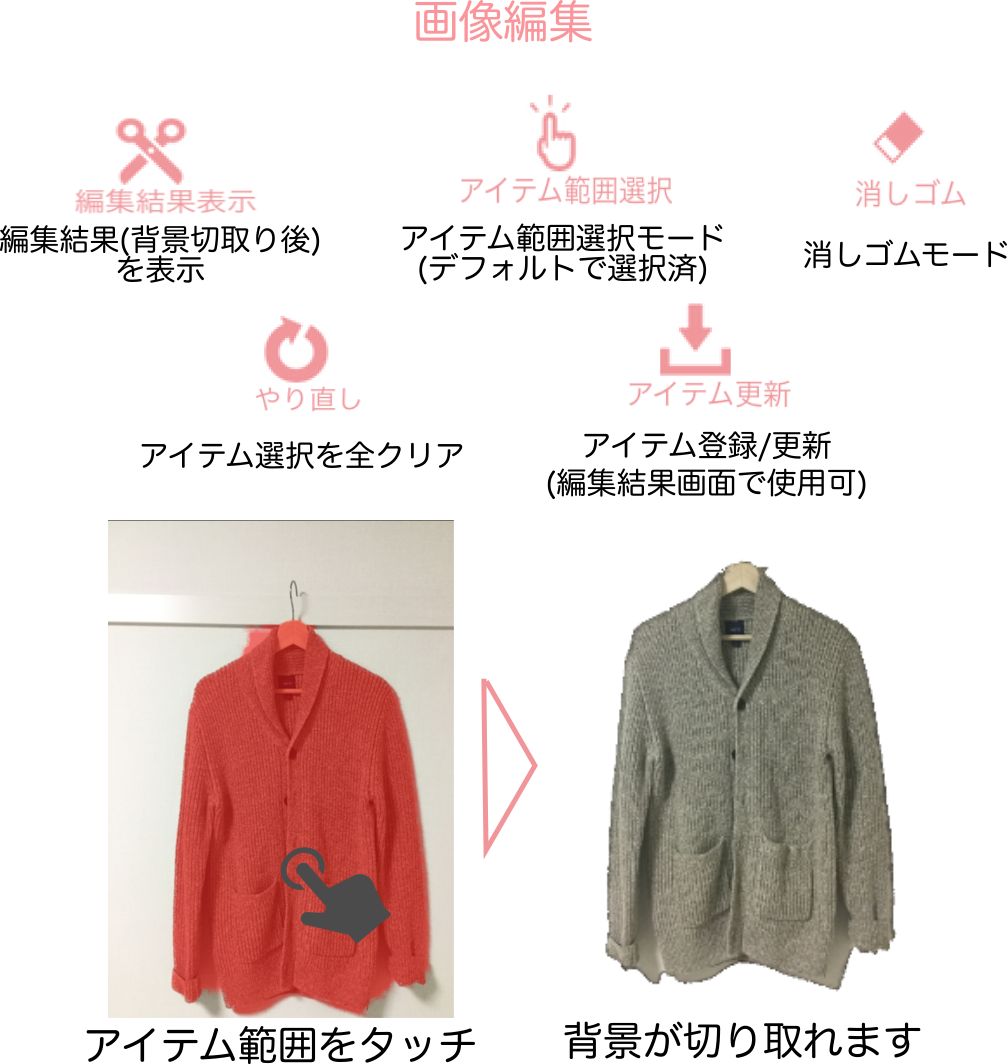 画像編集
編集結果表示
アイテム範囲選択
消しゴム
編集結果(背景切取り後)
を表示
アイテム範囲選択モード
(デフォルトで選択済)
消しゴムモード
やり直し
アイテム更新
アイテム選択を全クリア
アイテム登録/更新
(編集結果画面で使用可)
アイテム範囲をタッチ
背景が切り取れます